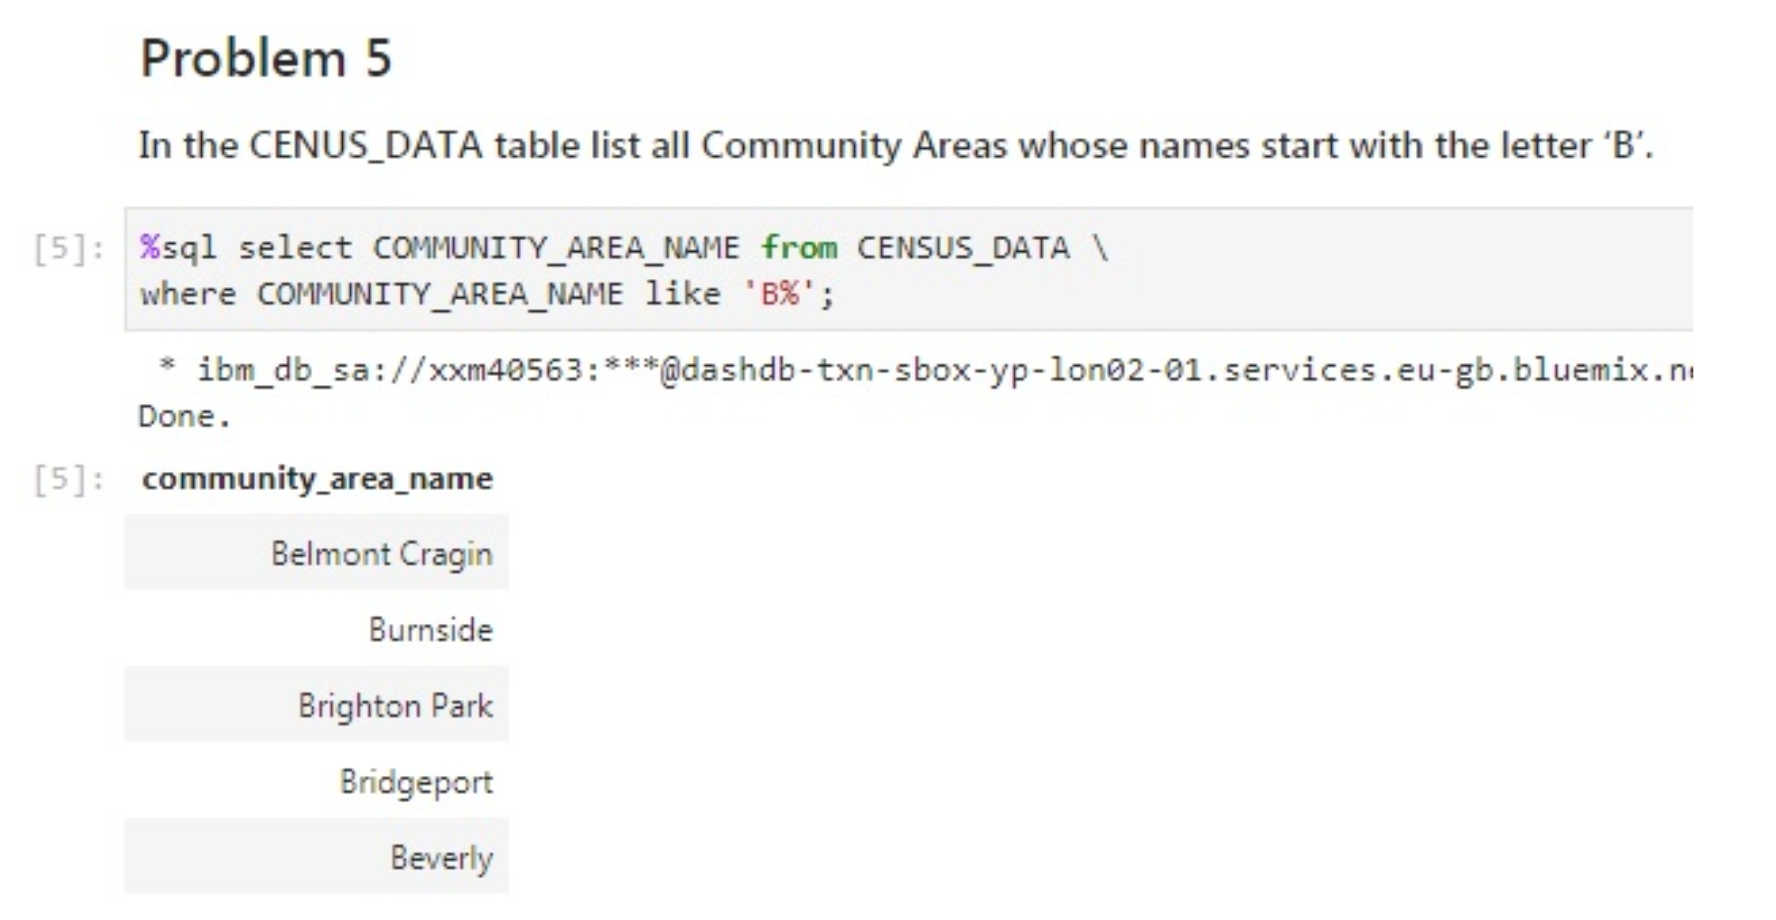 Problem 5
In the CENUS_DATA table list all Community Areas whose names start with the letter ‘B’.
[5]: %sql select COMMUNITY_AREA_NAME from CENSUS_DATA \
where COMMUNITY_AREA_NAME like 'B%';
* ibm_db_sa://xxm40563:***@dashdb-txn-sbox-yp-lon02-01.services.eu-gb.bluemix.n
Done.
[5]: community_area_name
Belmont Cragin
Burnside
Brighton Park
Bridgeport
Beverly